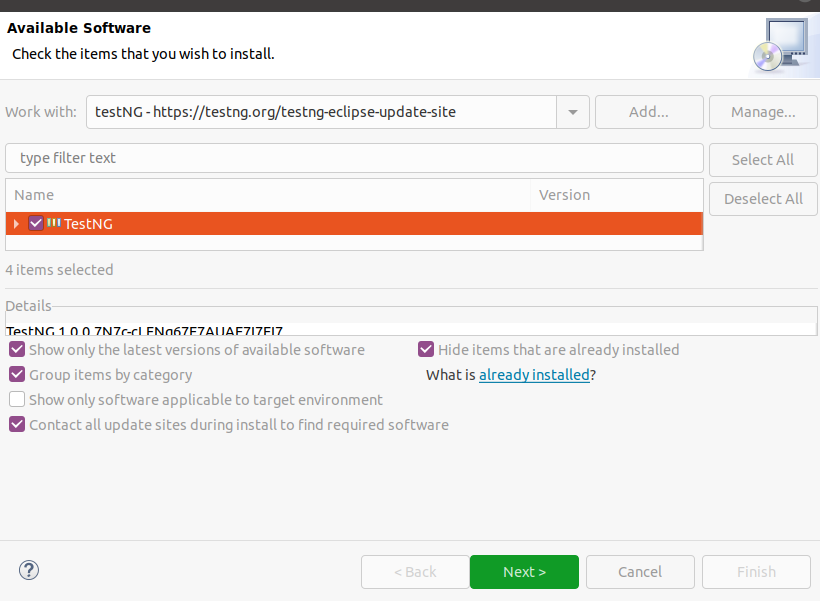 Available Software
Check the items that you wish to install.
Work with: testNG - https://testng.org/testng-eclipse-update-site Add... Manage...
type filter text Select All
Name Version Deselect All
TestNG
4 items selected
Details
TestNG 1.0.0
Show only the latest versions of available software Hide items that are already installed
Group items by category What is already installed?
Show only software applicable to target environment
Contact all update sites during install to find required software
? < Back Next > Cancel Finish